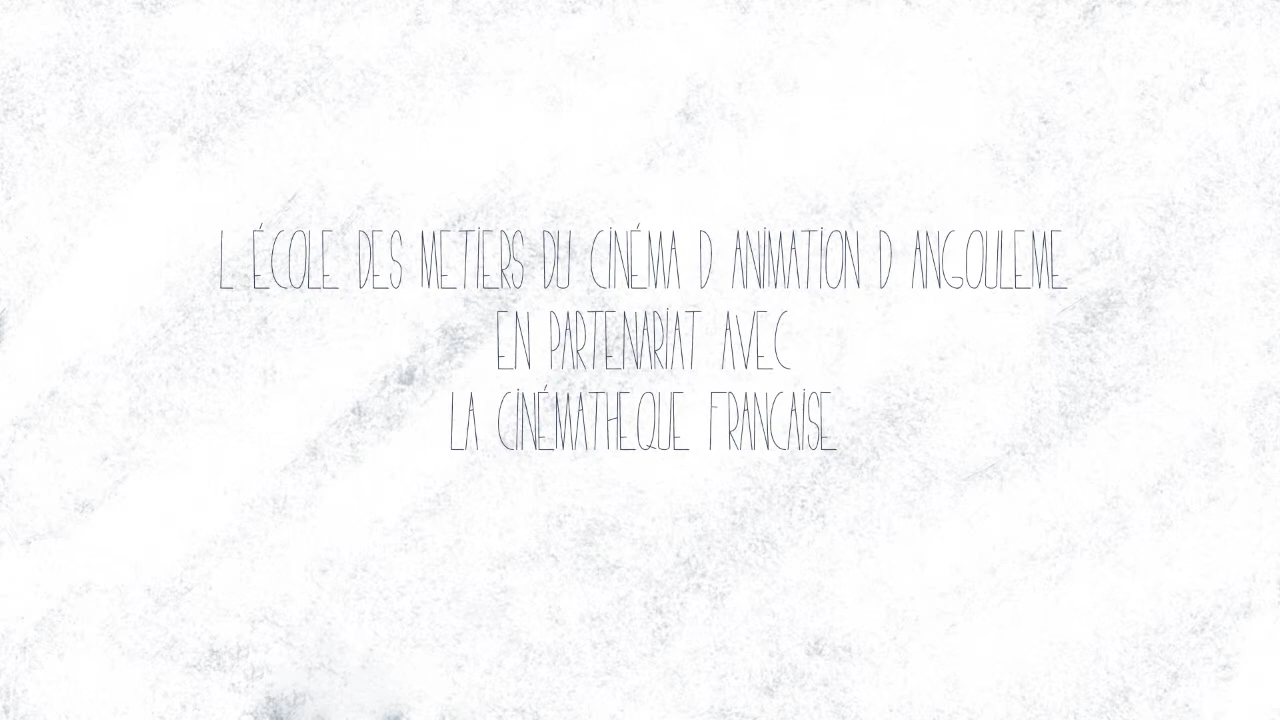 L ÉCOLE DES METIERS DU CINÉMA D ANIMATION D ANGOULEME
EN PARTENARIAT AVEC
LA CINÉMATHEQUE FRANCAISE